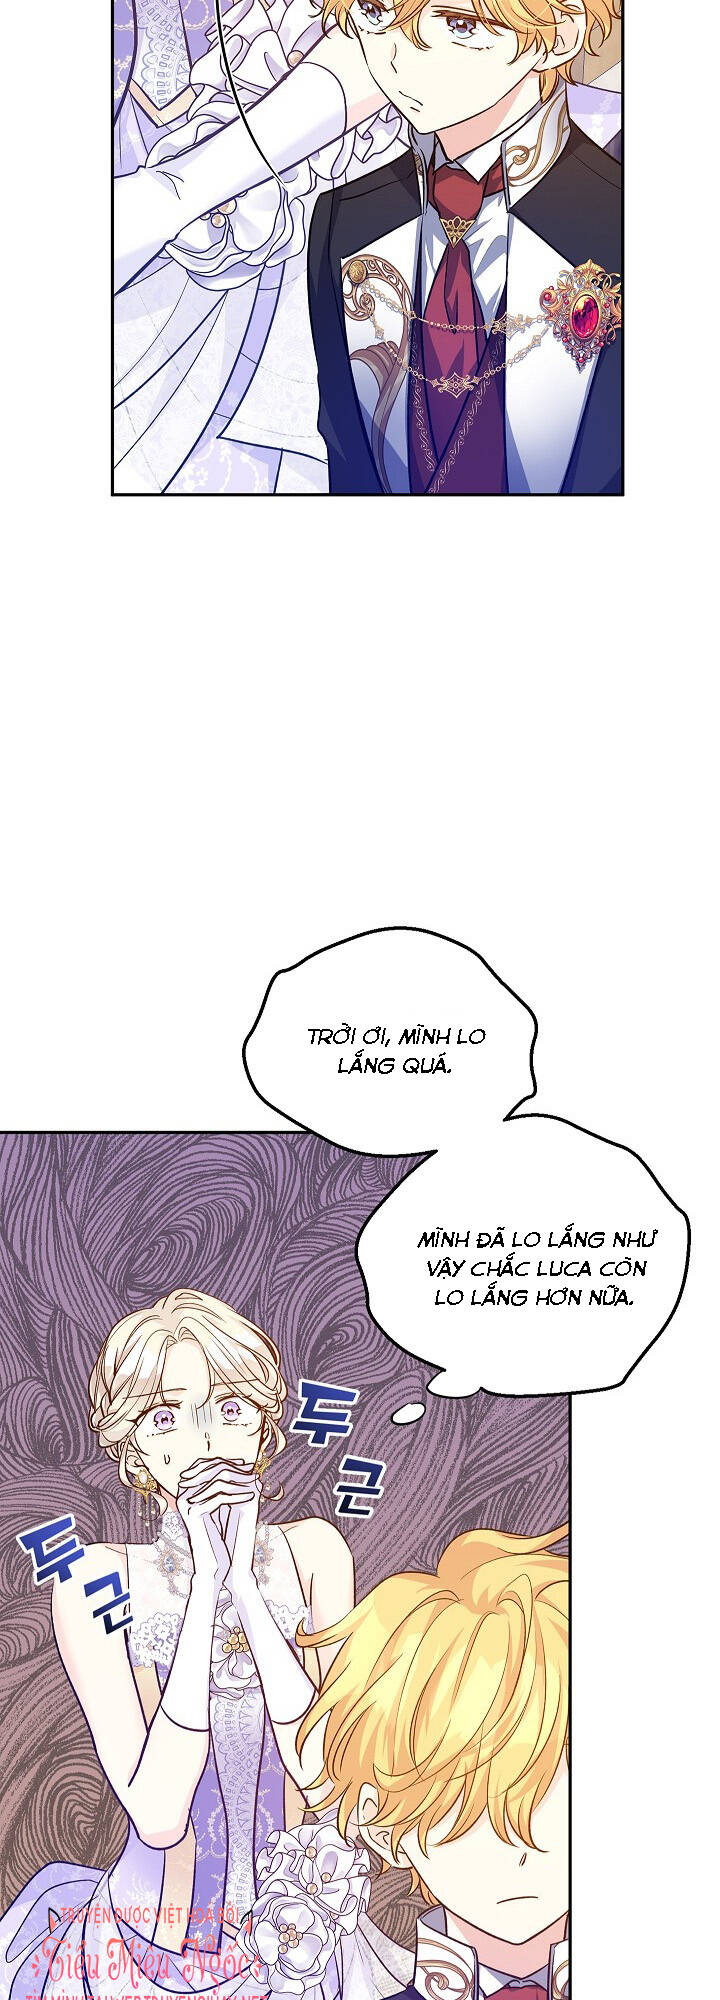 TRỜI ƠI, MÌNH LO
LẮNG QUÁ.
MÌNH ĐÃ LO LẮNG NHƯ
VẬY CHẮC LUCA CÒN
LO LẮNG HƠN NỮA.
두근
두근
TRUYỆN ĐƯỢC VIỆT HOÁ BỞI
Tiểu Miêu Ngốc